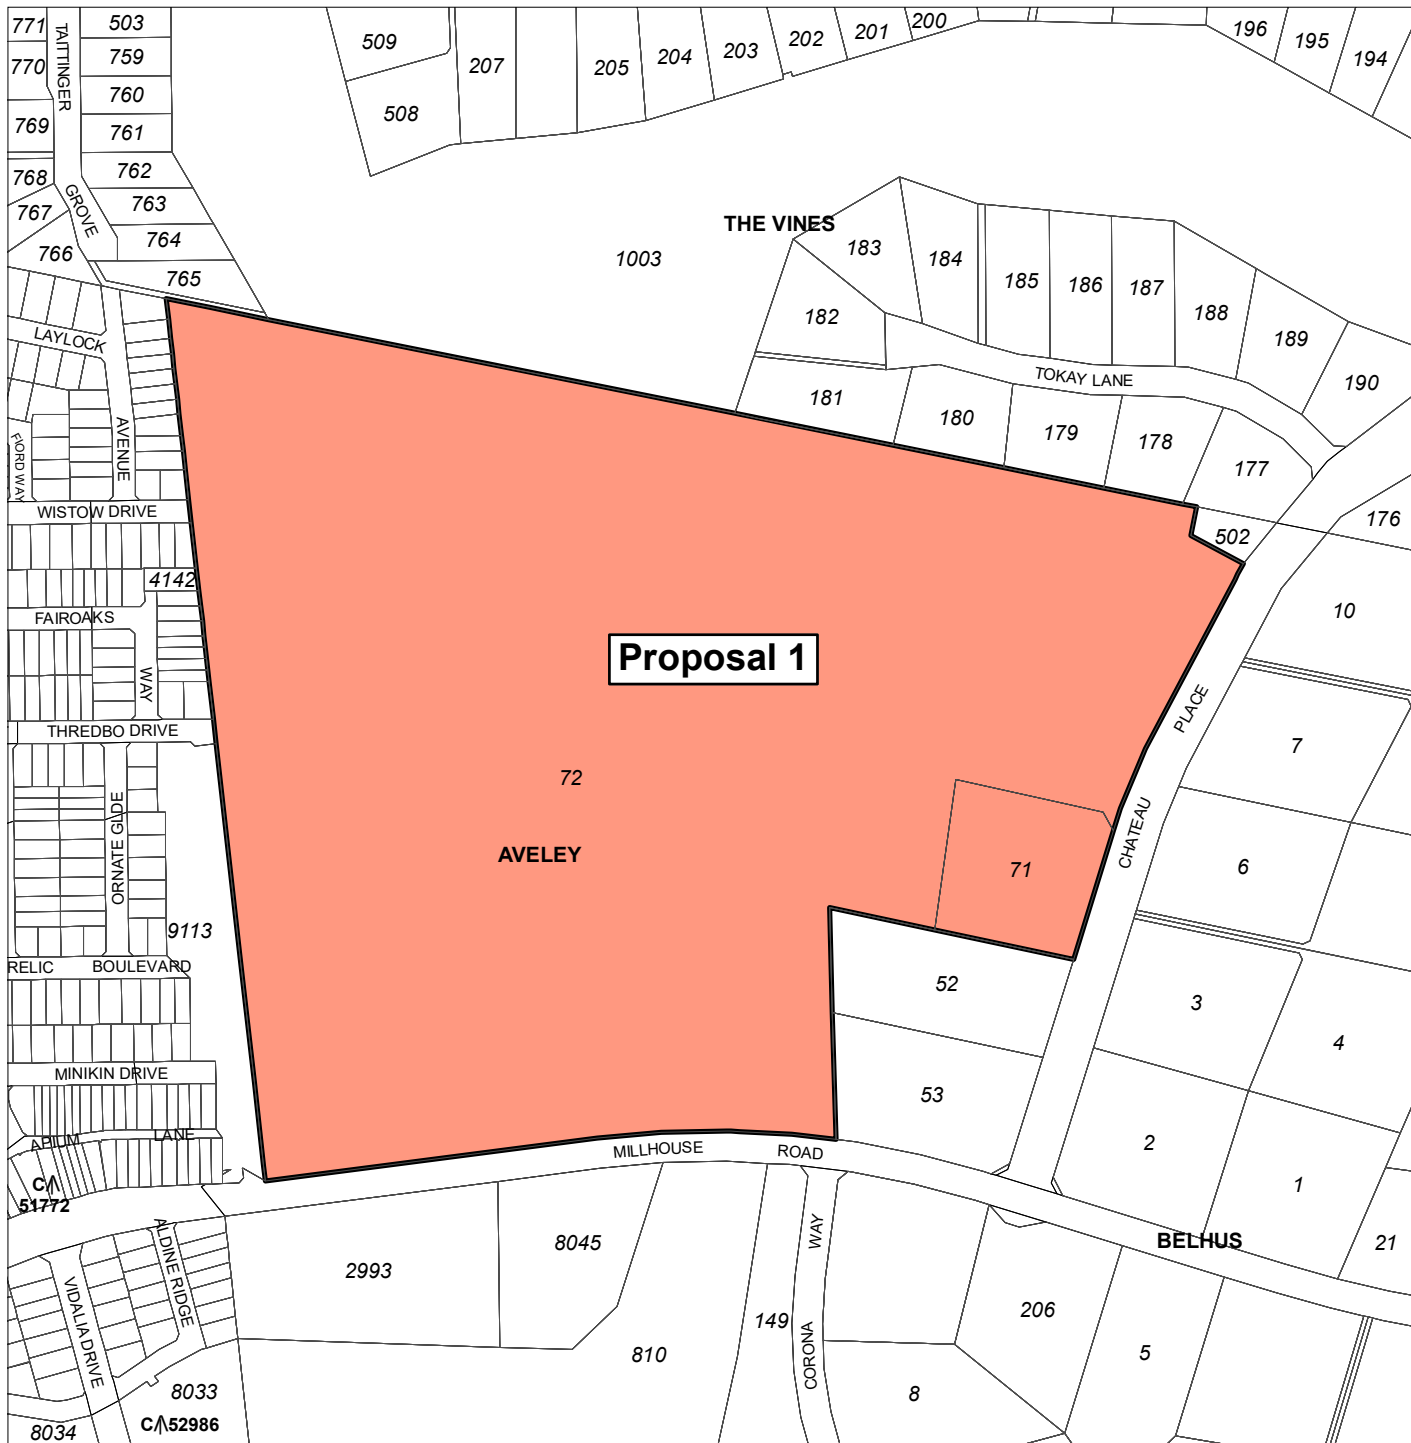 771
503
509
207
205
204
203
202
201
200
196
195
194
770
TAITTINGER
759
760
508
769
761
768
762
767
GROVE
763
766
764
765
THE VINES
1003
183
184
185
186
187
188
189
190
182
181
180
179
178
177
176
TOKAY LANE
LAYLOCK
AVENUE
FIORD WAY
WISTOW DRIVE
502
4142
FAIROAKS
WAY
10
Proposal 1
PLACE
THREDBO DRIVE
7
72
ORNATE GLDE
CHATEAU
AVELEY
71
6
9113
RELIC BOULEVARD
52
3
4
MINIKIN DRIVE
53
APIUM LANE
MILLHOUSE ROAD
2
1
C
51772
ALDINE RIDGE
WAY
BELHUS
21
8045
2993
VIDALIA DRIVE
206
149
CORONA
810
5
8033
8
C 52986
8034